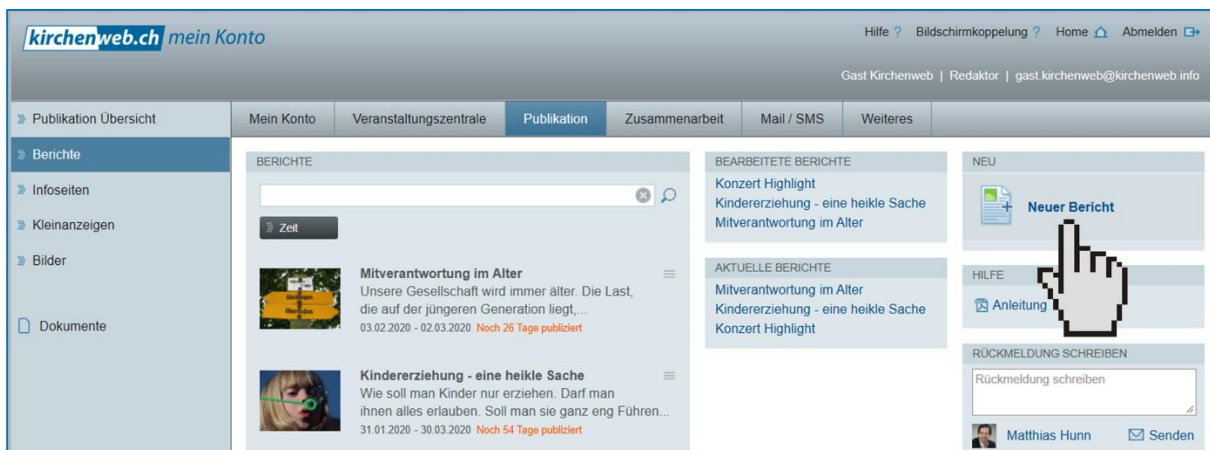 kirchenweb.ch mein Konto
Hilfe ? Bildschirmkoppelung ? Home Abmelden
Gast Kirchenweb | Redaktor | gast.kirchenweb@kirchenweb.info
Publikation Übersicht
Berichte
Infoseiten
Kleinanzeigen
Bilder
Dokumente
Mein Konto Veranstaltungszentrale Publikation Zusammenarbeit Mail / SMS Weiteres
BERICHTE
Zeit
Mitverantwortung im Alter
Unsere Gesellschaft wird immer älter. Die Last,
die auf der jüngeren Generation liegt,...
03.02.2020 - 02.03.2020 Noch 26 Tage publiziert
Kindererziehung - eine heikle Sache
Wie soll man Kinder nur erziehen. Darf man
ihnen alles erlauben. Soll man sie ganz eng Führen...
31.01.2020 - 30.03.2020 Noch 54 Tage publiziert
BEARBEITETE BERICHTE
Konzert Highlight
Kindererziehung - eine heikle Sache
Mitverantwortung im Alter
AKTUELLE BERICHTE
Mitverantwortung im Alter
Kindererziehung - eine heikle Sache
Konzert Highlight
NEU
Neuer Bericht
HILFE
Anleitung
RÜCKMELDUNG SCHREIBEN
Rückmeldung schreiben
Matthias Hunn Senden